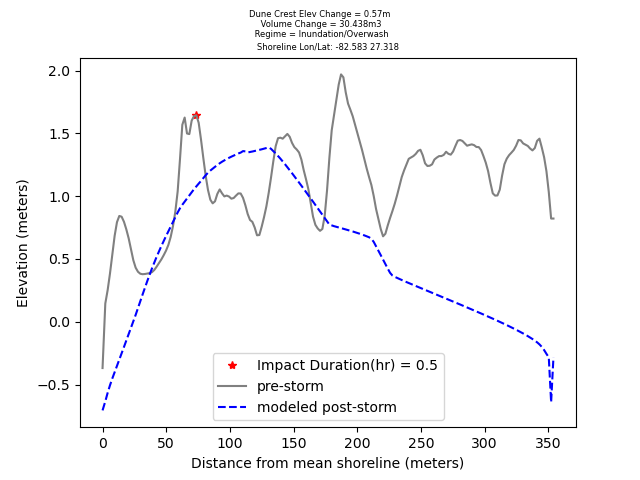 Dune Crest Elev Change = 0.57m
Volume Change = 30.438m3
Regime = Inundation/Overwash
Shoreline Lon/Lat: -82.583 27.318
2.0
1.5
1.0
0.5
0.0
−0.5
Elevation (meters)
Impact Duration(hr) = 0.5
pre-storm
modeled post-storm
0 50 100 150 200 250 300 350
Distance from mean shoreline (meters)